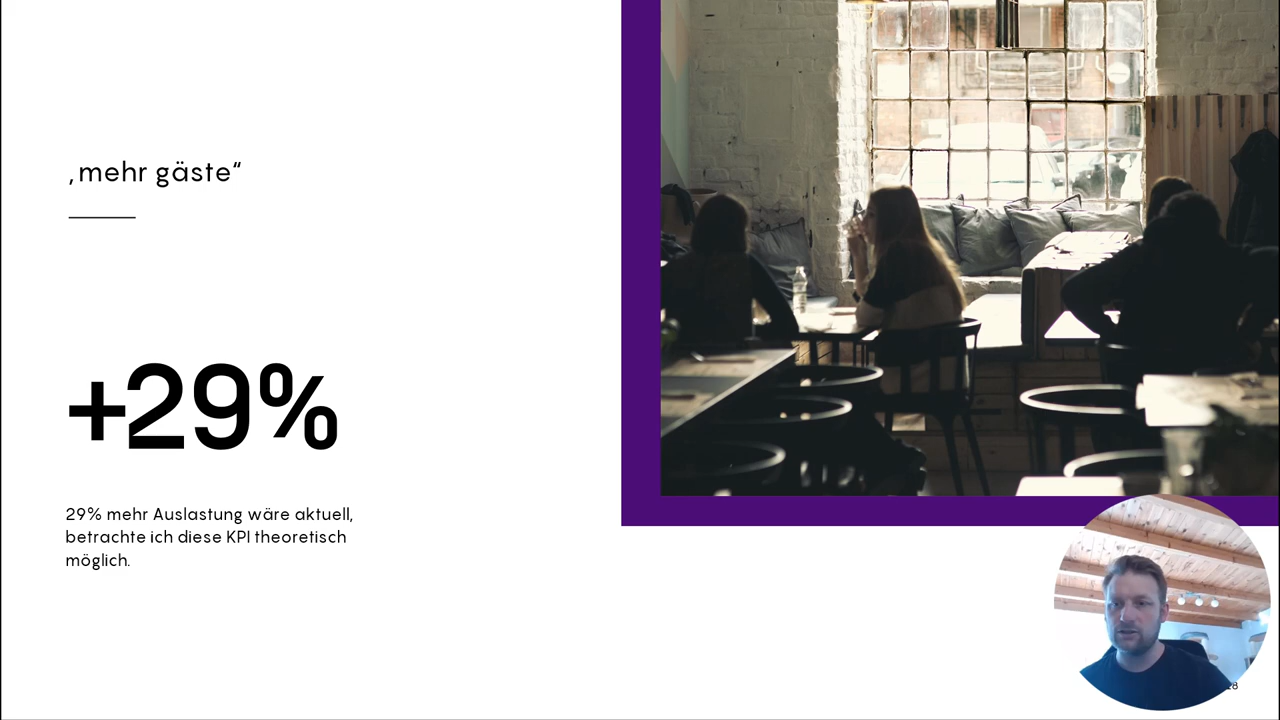 ‚mehr gäste“
+29%
29% mehr Auslastung wäre aktuell,
betrachte ich diese KPI theoretisch
möglich.